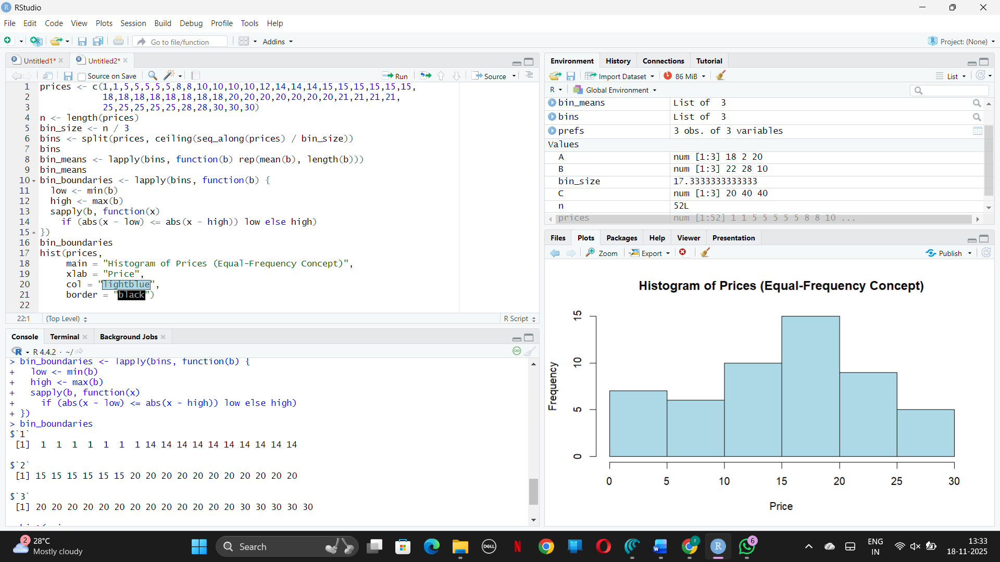 RStudio
File Edit Code View Plots Session Build Debug Profile Tools Help
Go to file/function Addins Project: (None)
Untitled1* Untitled2*
Source on Save Run Source
1 prices <- c(1,1,5,5,5,5,5,8,8,10,10,10,10,12,14,14,14,15,15,15,15,15,15,
2 18,18,18,18,18,18,18,18,20,20,20,20,20,20,20,21,21,21,21,
3 25,25,25,25,25,28,28,30,30,30)
4 n <- length(prices)
5 bin_size <- n / 3
6 bins <- split(prices, ceiling(seq_along(prices) / bin_size))
7 bins
8 bin_means <- lapply(bins, function(b) rep(mean(b), length(b)))
9 bin_means
10 bin_boundaries <- lapply(bins, function(b) {
11 low <- min(b)
12 high <- max(b)
13 sapply(b, function(x)
14 if (abs(x - low) <= abs(x - high)) low else high)
15 })
16 bin_boundaries
17 hist(prices,
18 main = "Histogram of Prices (Equal-Frequency Concept)",
19 xlab = "Price",
20 col = "lightblue",
21 border = "black")
22
22:1 (Top Level) R Script
Console Terminal Background Jobs
R 4.4.2 · ~/
> bin_boundaries <- lapply(bins, function(b) {
+ low <- min(b)
+ high <- max(b)
+ sapply(b, function(x)
+ if (abs(x - low) <= abs(x - high)) low else high)
+ })
> bin_boundaries
$`1`
[1] 1 1 1 1 1 1 1 14 14 14 14 14 14 14 14 14 14
$`2`
[1] 15 15 15 15 15 15 20 20 20 20 20 20 20 20 20 20 20
$`3`
[1] 20 20 20 20 20 20 20 20 20 20 20 20 20 30 30 30 30 30
Environment History Connections Tutorial
Import Dataset 86 MiB List
R Global Environment
bin_means List of 3
bins List of 3
prefs 3 obs. of 3 variables
Values
A num [1:3] 18 2 20
B num [1:3] 22 28 10
bin_size 17.3333333333333
C num [1:3] 20 40 40
n 52L
prices num [1:52] 1 1 5 5 5 5 5 8 8 10 ...
Files Plots Packages Help Viewer Presentation
Zoom Export Publish
Histogram of Prices (Equal-Frequency Concept)
Frequency
15
10
5
0
0 5 10 15 20 25 30
Price
2 28°C
Mostly cloudy
Search
DELL
N
W
r
R
6
ENG
IN
13:33
18-11-2025